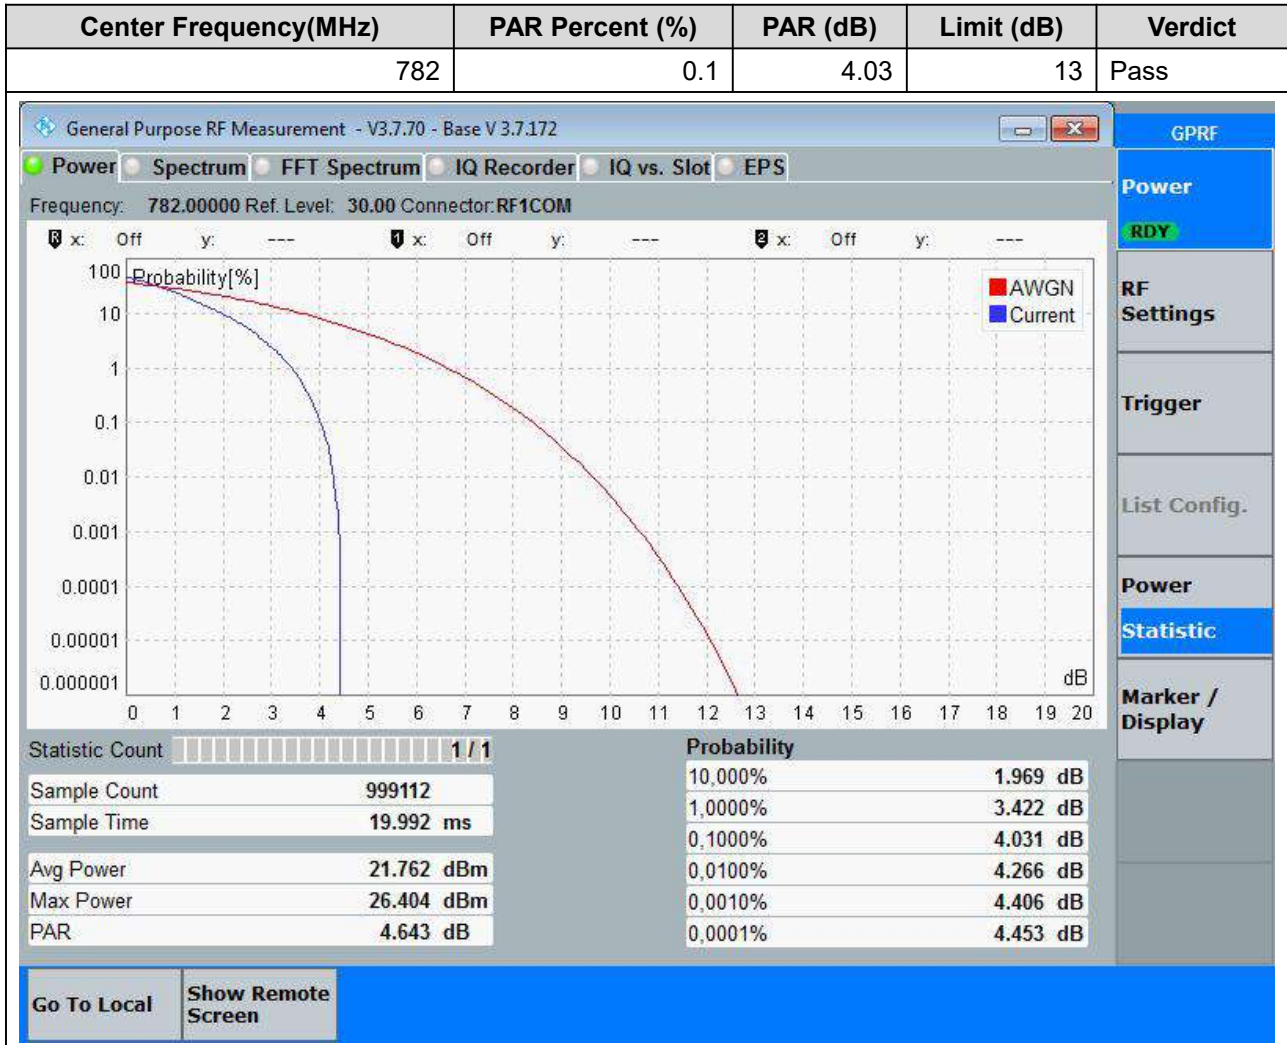 Center Frequency(MHz) PAR Percent (%) PAR (dB) Limit (dB) Verdict
782 0.1 4.03 13 Pass
General Purpose RF Measurement - V3.7.70 - Base V 3.7.172
GPRF
Power Spectrum FFT Spectrum IQ Recorder IQ vs. Slot EPS
Frequency: 782.00000 Ref. Level: 30.00 Connector:RF1COM
R x: Off y: --- 1 x: Off y: --- 2 x: Off y: ---
Probability[%]
100
10
1
0.1
0.01
0.001
0.0001
0.00001
0.000001
AWGN
Current
dB
0 1 2 3 4 5 6 7 8 9 10 11 12 13 14 15 16 17 18 19 20
Statistic Count 1 / 1
Sample Count 999112
Sample Time 19.992 ms
Avg Power 21.762 dBm
Max Power 26.404 dBm
PAR 4.643 dB
Probability
10,000% 1.969 dB
1,0000% 3.422 dB
0,1000% 4.031 dB
0,0100% 4.266 dB
0,0010% 4.406 dB
0,0001% 4.453 dB
Power
RDY
RF
Settings
Trigger
List Config.
Power
Statistic
Marker /
Display
Go To Local
Show Remote
Screen